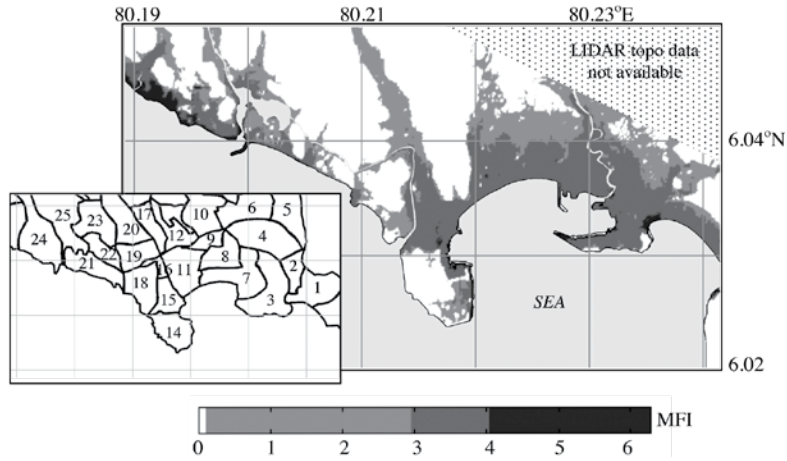 80.19 80.21 80.23°E
LIDAR topo data
not available
6.04°N
25 23 17 10 6 5
24 20 12 9 4
22 19 8 2
21 16 11 7 1
18 15 3
14
SEA
6.02
MFI
0 1 2 3 4 5 6